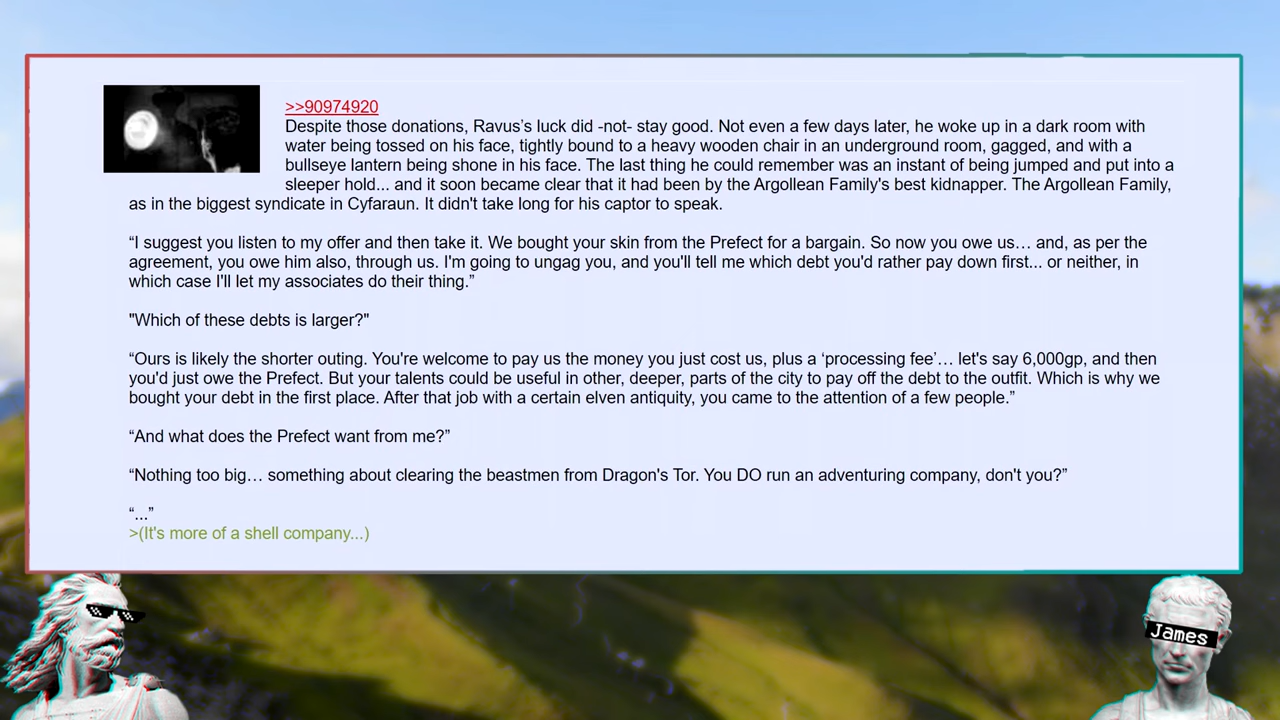 >>90974920
Despite those donations, Ravus’s luck did -not- stay good. Not even a few days later, he woke up in a dark room with
water being tossed on his face, tightly bound to a heavy wooden chair in an underground room, gagged, and with a
bullseye lantern being shone in his face. The last thing he could remember was an instant of being jumped and put into a
sleeper hold... and it soon became clear that it had been by the Argollean Family's best kidnapper. The Argollean Family,
as in the biggest syndicate in Cyfaraun. It didn't take long for his captor to speak.
“I suggest you listen to my offer and then take it. We bought your skin from the Prefect for a bargain. So now you owe us… and, as per the
agreement, you owe him also, through us. I'm going to ungag you, and you'll tell me which debt you'd rather pay down first... or neither, in
which case I'll let my associates do their thing.”
"Which of these debts is larger?"
“Ours is likely the shorter outing. You're welcome to pay us the money you just cost us, plus a ‘processing fee’… let's say 6,000gp, and then
you'd just owe the Prefect. But your talents could be useful in other, deeper, parts of the city to pay off the debt to the outfit. Which is why we
bought your debt in the first place. After that job with a certain elven antiquity, you came to the attention of a few people.”
“And what does the Prefect want from me?”
“Nothing too big… something about clearing the beastmen from Dragon's Tor. You DO run an adventuring company, don't you?”
“...”
>(It's more of a shell company...)
James